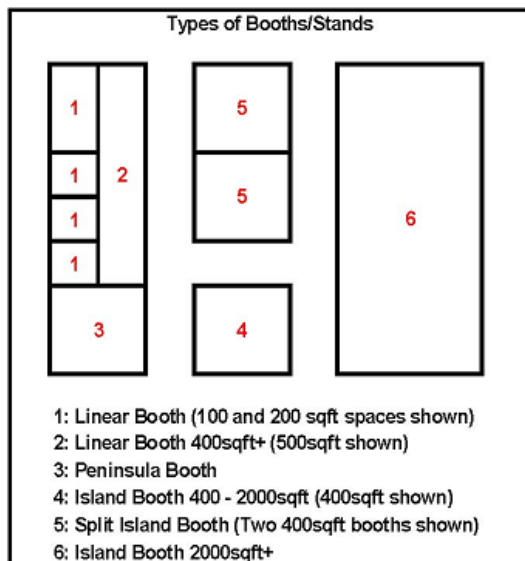 Types of Booths/Stands
1
5
1
2
5
1
6
1
3
4
1: Linear Booth (100 and 200 sqft spaces shown)
2: Linear Booth 400sqft+ (500sqft shown)
3: Peninsula Booth
4: Island Booth 400 - 2000sqft (400sqft shown)
5: Split Island Booth (Two 400sqft booths shown)
6: Island Booth 2000sqft+